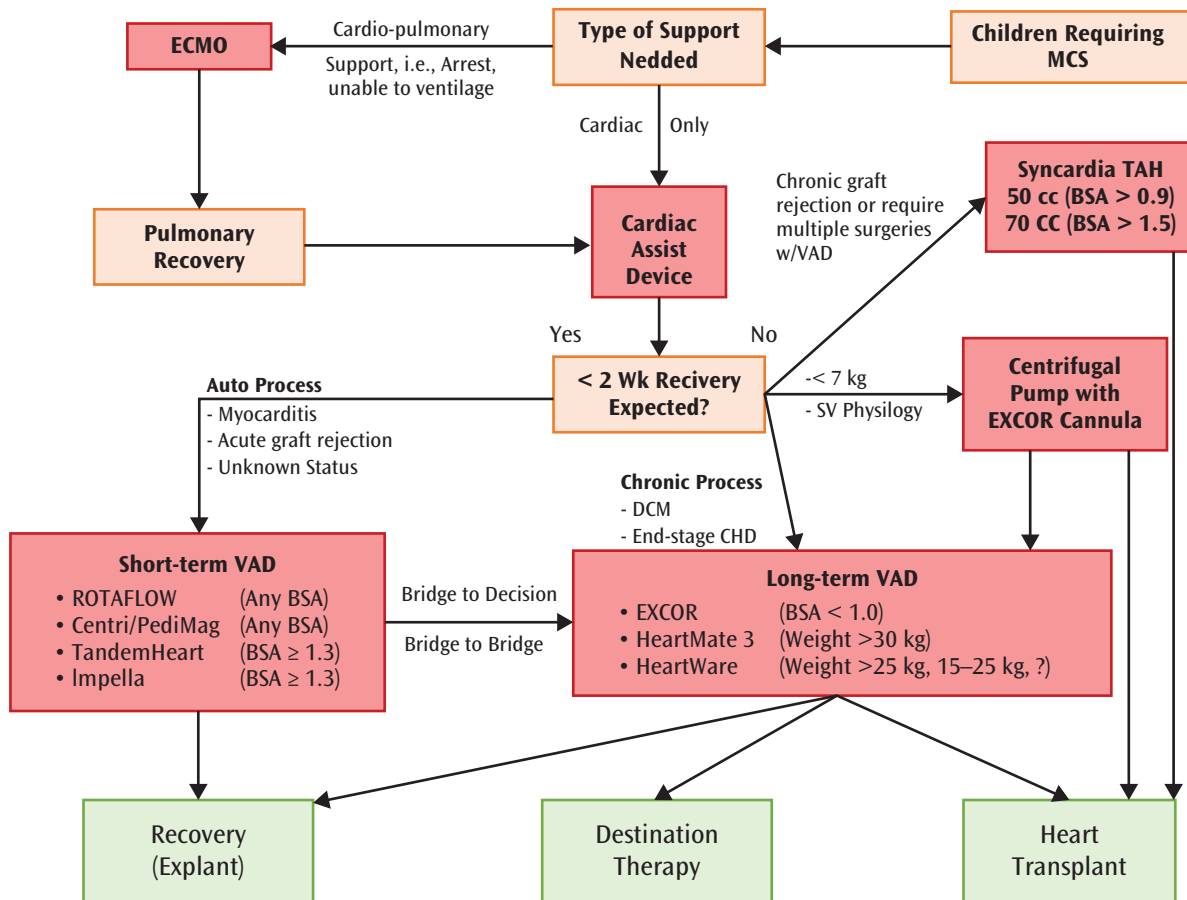 ECMO
Cardio-pulmonary
Support, i.e., Arrest,
unable to ventilage
Type of Support
Nedded
Children Requiring
MCS
Cardiac Only
Pulmonary
Recovery
Cardiac
Assist
Device
Chronic graft
rejection or require
multiple surgeries
w/VAD
Syncardia TAH
50 cc (BSA > 0.9)
70 CC (BSA > 1.5)
Yes
No
< 2 Wk Recivery
Expected?
Auto Process
- Myocarditis
- Acute graft rejection
- Unknown Status
-< 7 kg
- SV Physilogy
Centrifugal
Pump with
EXCOR Cannula
Chronic Process
- DCM
- End-stage CHD
Short-term VAD
• ROTAFLOW (Any BSA)
• Centri/PediMag (Any BSA)
• TandemHeart (BSA ≥ 1.3)
• Impella (BSA ≥ 1.3)
Bridge to Decision
Bridge to Bridge
Long-term VAD
• EXCOR (BSA < 1.0)
• HeartMate 3 (Weight >30 kg)
• HeartWare (Weight >25 kg, 15–25 kg, ?)
Recovery
(Explant)
Destination
Therapy
Heart
Transplant